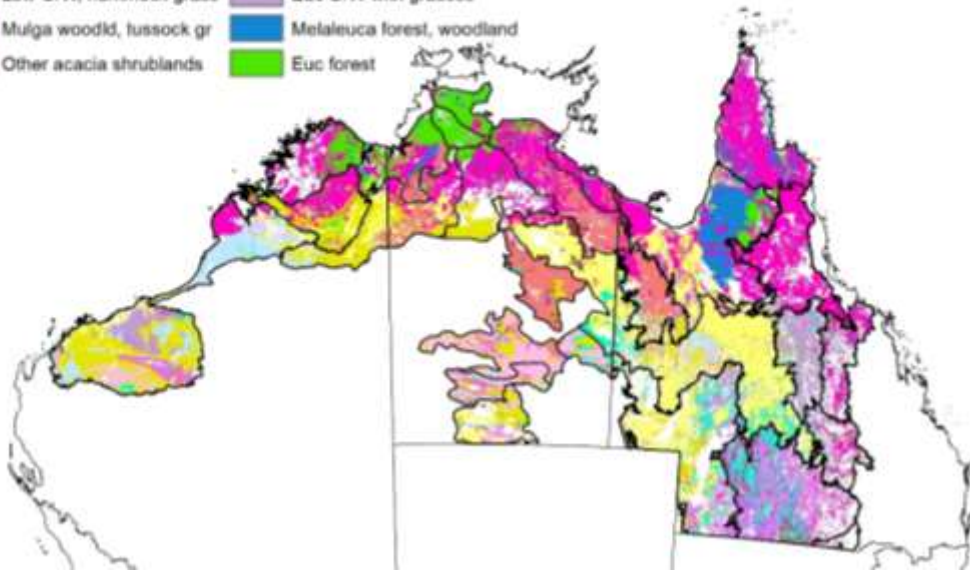 Mulga woodld, tussock gr
Melaleuca forest, woodland
Other acacia shrublands
Euc forest